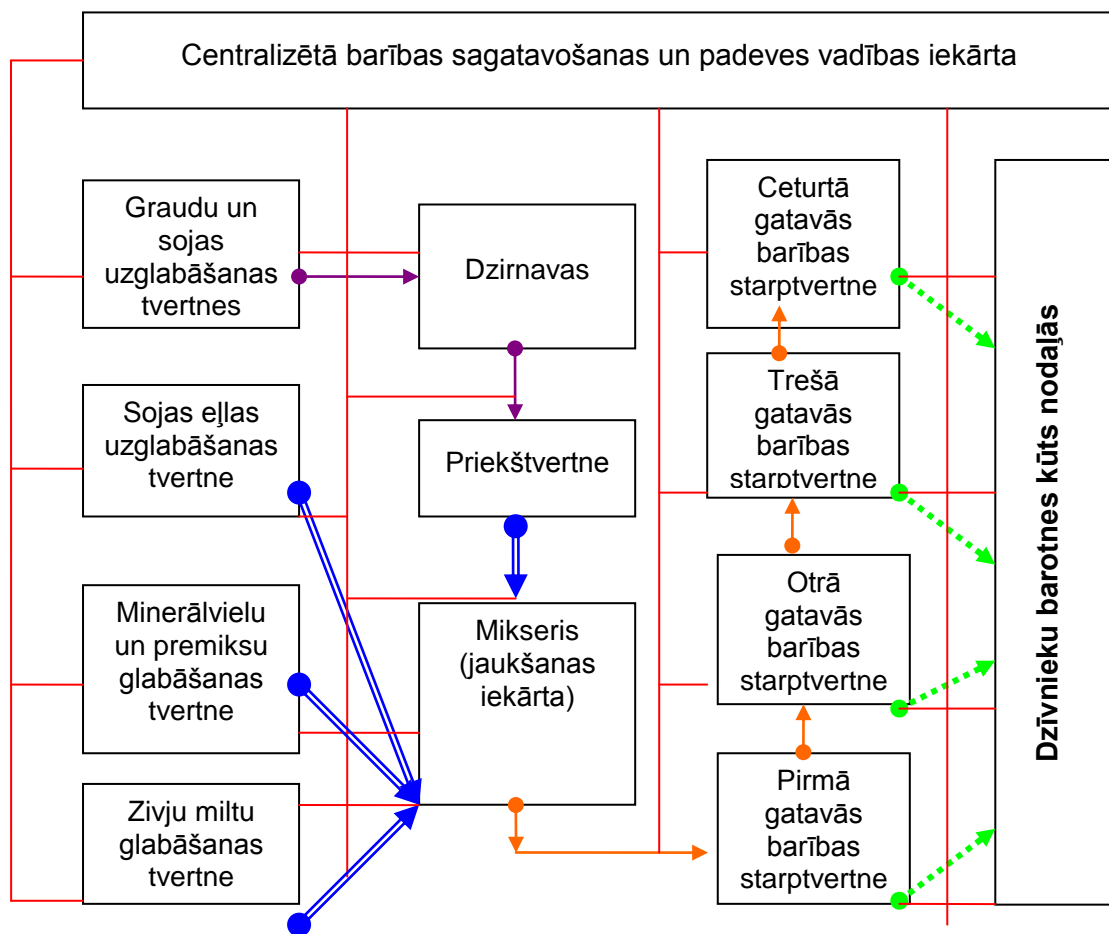 Centralizētā barības sagatavošanas un padeves vadības iekārta
Graudu un
sojas
uzglabāšanas
tvertnes
Dzirnavas
Ceturtā
gatavās
barības
starptvertne
Sojas eļļas
uzglabāšanas
tvertne
Priekštvertne
Trešā
gatavās
barības
starptvertne
Minerālvielu
un premiksu
glabāšanas
tvertne
Mikseris
(jaukšanas
iekārta)
Otrā
gatavās
barības
starptvertne
Zivju miltu
glabāšanas
tvertne
Pirmā
gatavās
barības
starptvertne
Dzīvnieku barotnes kūts nodaļās